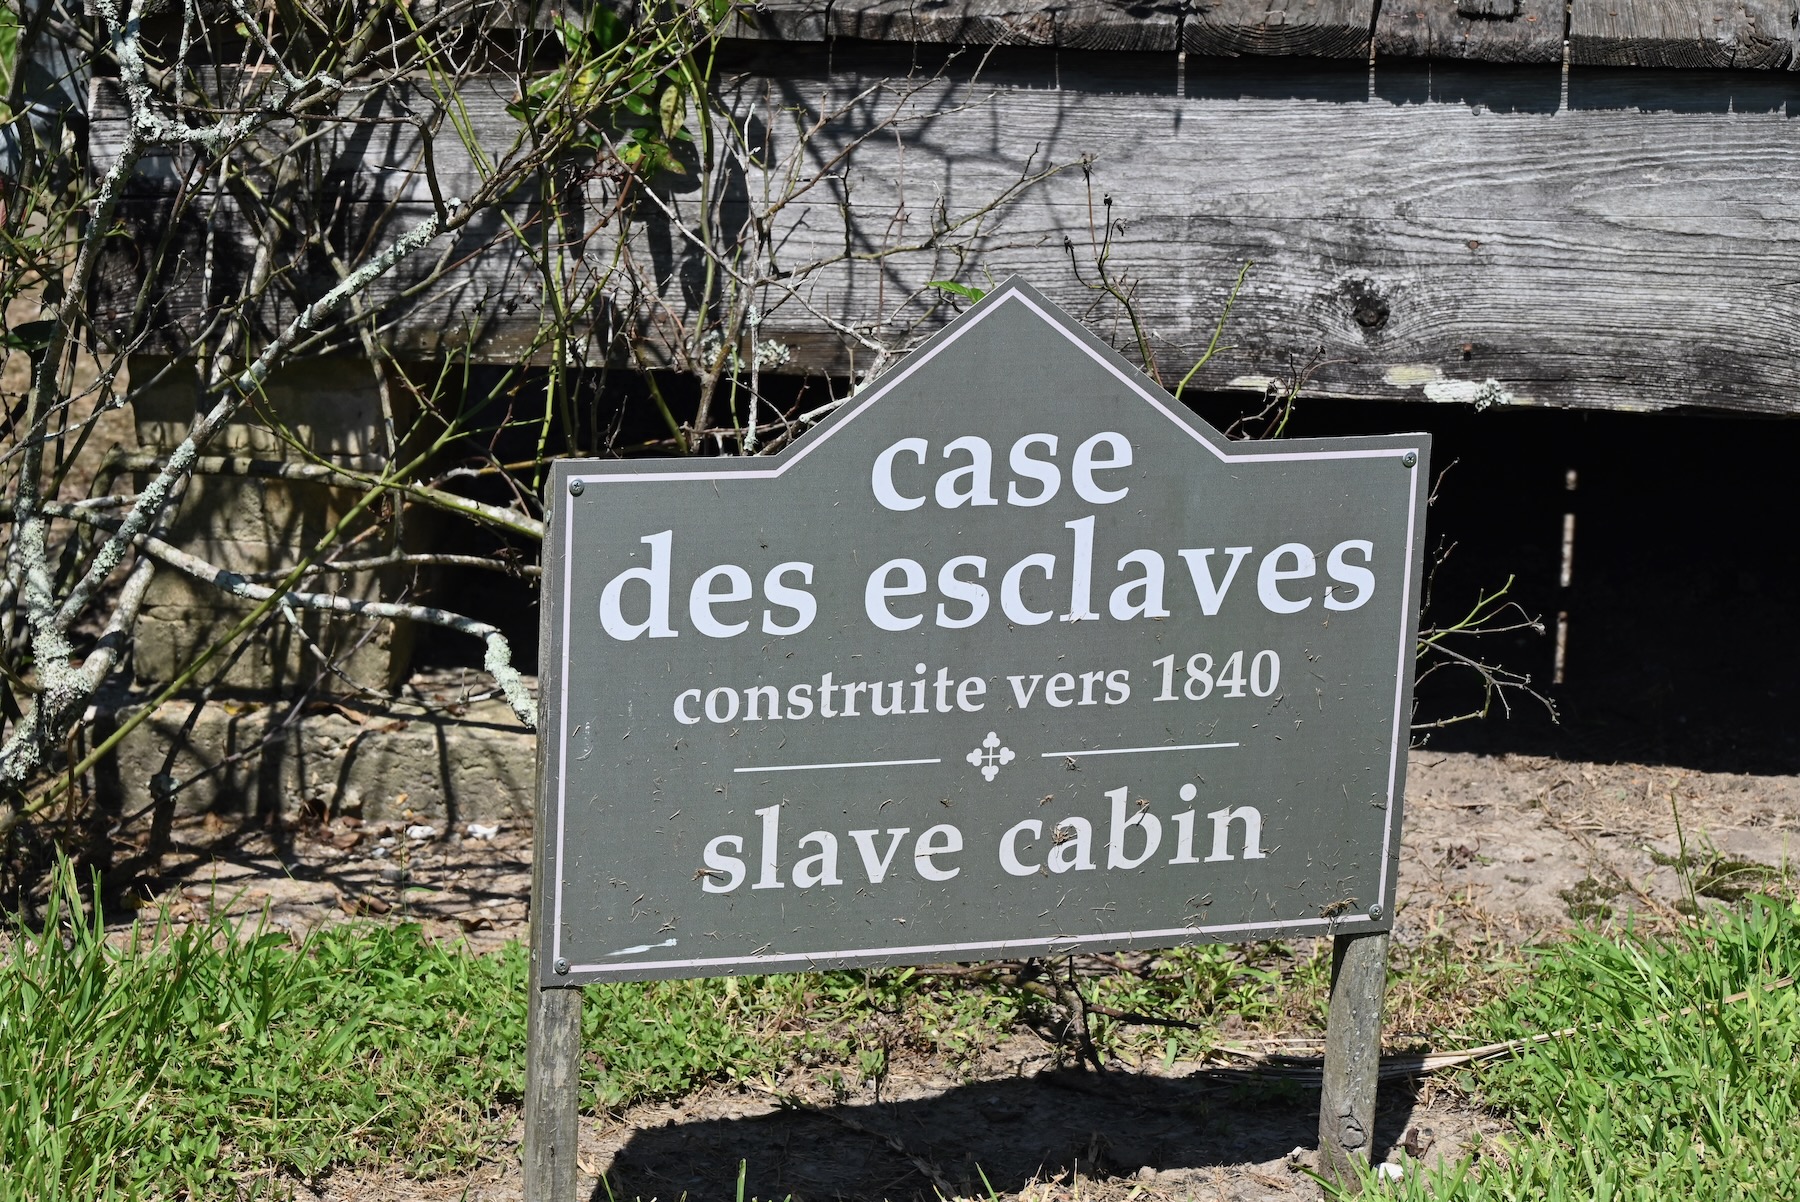 case
des esclaves
construite vers 1840
slave cabin